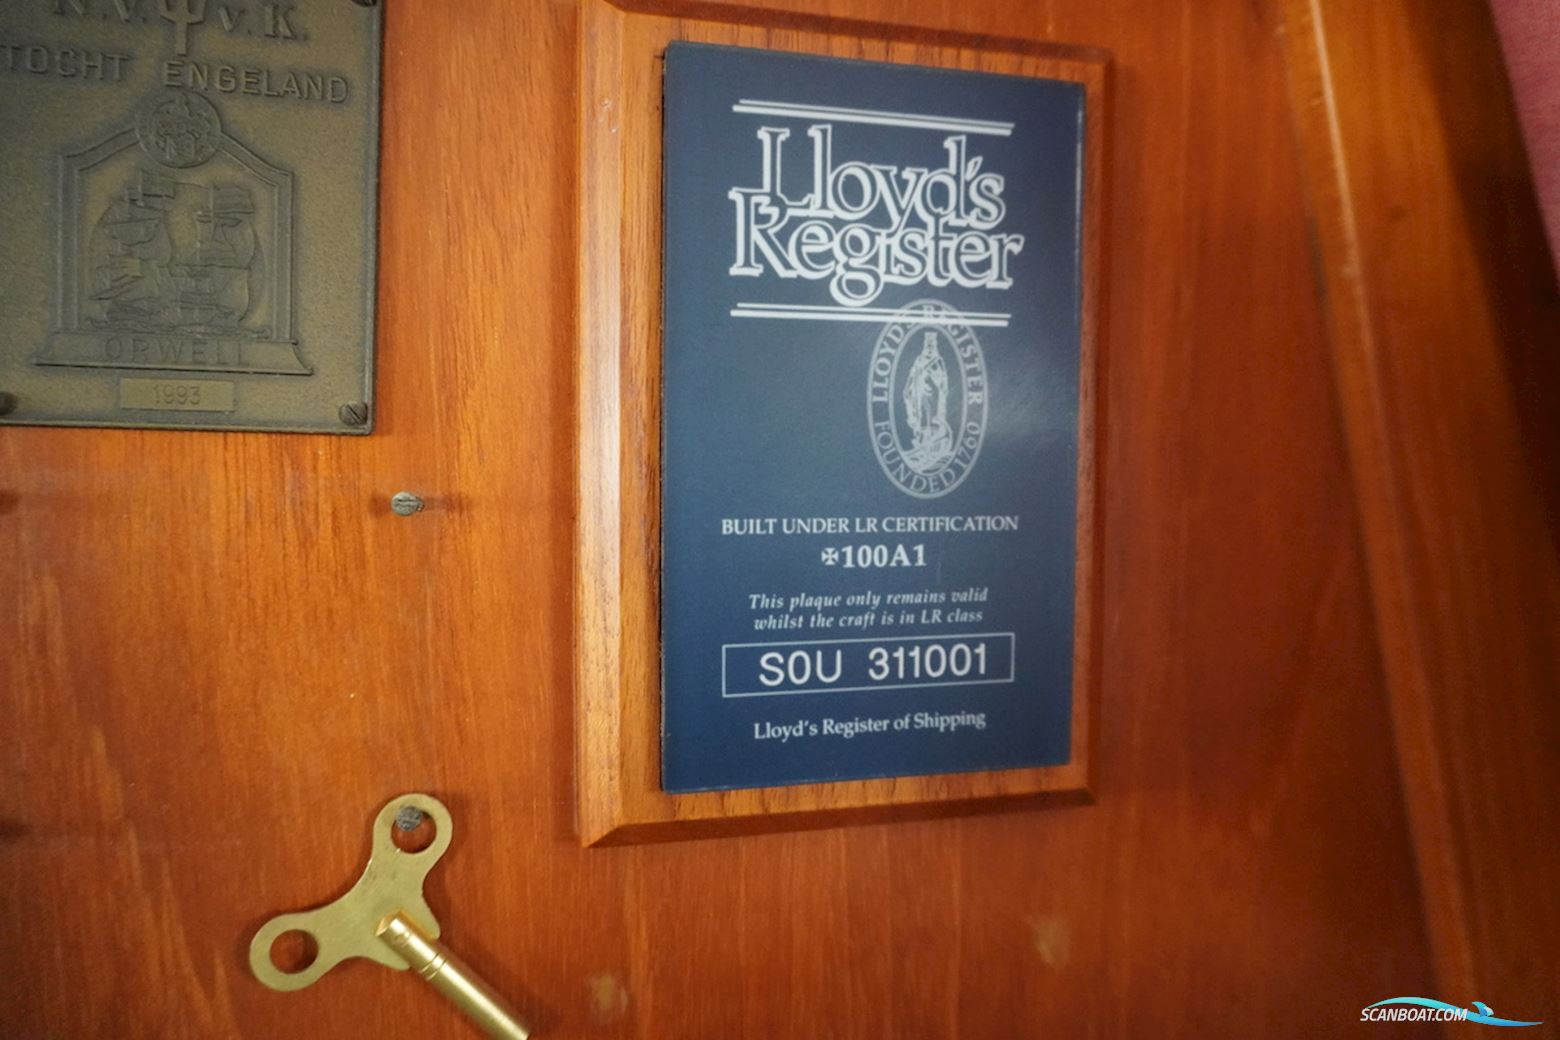 N.V. v.K.
TOCHT ENGELAND
ORWELL
1993
Lloyd's
Register
LLOYD'S REGISTER
FOUNDED 1760
BUILT UNDER LR CERTIFICATION
✠100A1
This plaque only remains valid
whilst the craft is in LR class
SOU 311001
Lloyd's Register of Shipping
SCANBOAT.COM